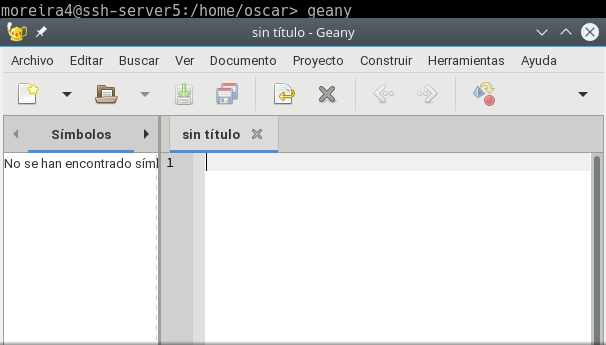 moreira4@ssh-server5:/home/oscar> geany
sin título - Geany
Archivo Editar Buscar Ver Documento Proyecto Construir Herramientas Ayuda
Símbolos sin título
No se han encontrado 1